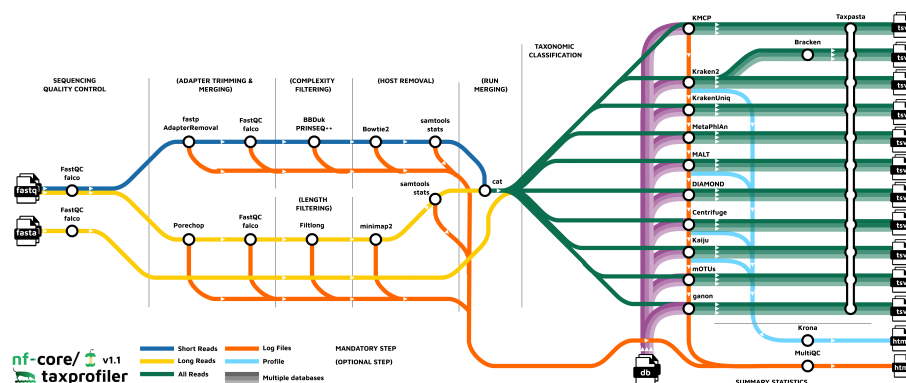 SEQUENCING
QUALITY CONTROL
(ADAPTER TRIMMING &
MERGING)
(COMPLEXITY
FILTERING)
(HOST REMOVAL)
(RUN
MERGING)
TAXONOMIC
CLASSIFICATION
fastq
FastQC
falco
fastp
AdapterRemoval
FastQC
falco
BBDuk
PRINSEQ++
Bowtie2
samtools
stats
cat
samtools
stats
fasta
FastQC
falco
(LENGTH
FILTERING)
Porechop
FastQC
falco
Filtlong
minimap2
KMCP
Kraken2
KrakenUniq
MetaPhlAn
MALT
DIAMOND
Centrifuge
Kaiju
mOTUs
ganon
Bracken
Taxpasta
tsv
tsv
tsv
tsv
tsv
tsv
tsv
tsv
tsv
tsv
tsv
Krona
MultiQC
htm
htm
SUMMARY STATISTICS
db
nf-core/ v1.1
taxprofiler
Short Reads
Long Reads
All Reads
Log Files
Profile
Multiple databases
MANDATORY STEP
(OPTIONAL STEP)